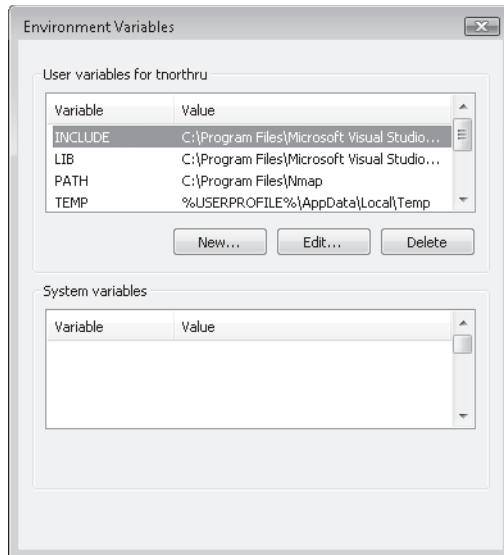 Environment Variables
User variables for tnorthru
Variable Value
INCLUDE C:\Program Files\Microsoft Visual Studio...
LIB C:\Program Files\Microsoft Visual Studio...
PATH C:\Program Files\Nmap
TEMP %USERPROFILE%\AppData\Local\Temp
New... Edit... Delete
System variables
Variable Value